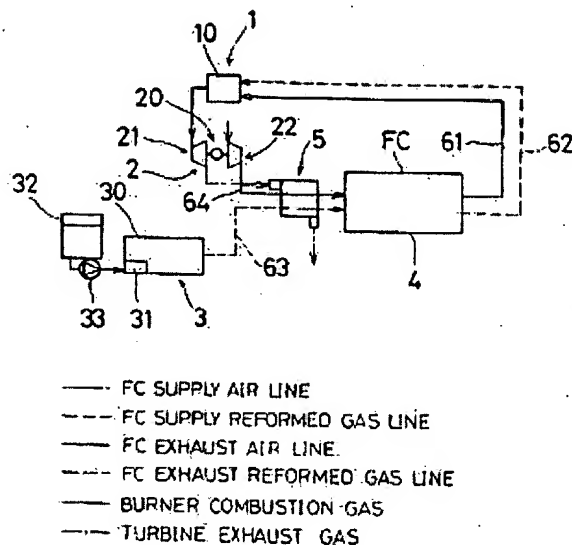 1
10
20
21
22
2
5
FC
61
62
32
64
30
63
4
33
31
3
FC SUPPLY AIR LINE
FC SUPPLY REFORMED GAS LINE
FC EXHAUST AIR LINE.
FC EXHAUST REFORMED GAS LINE
BURNER COMBUSTION GAS
TURBINE EXHAUST GAS